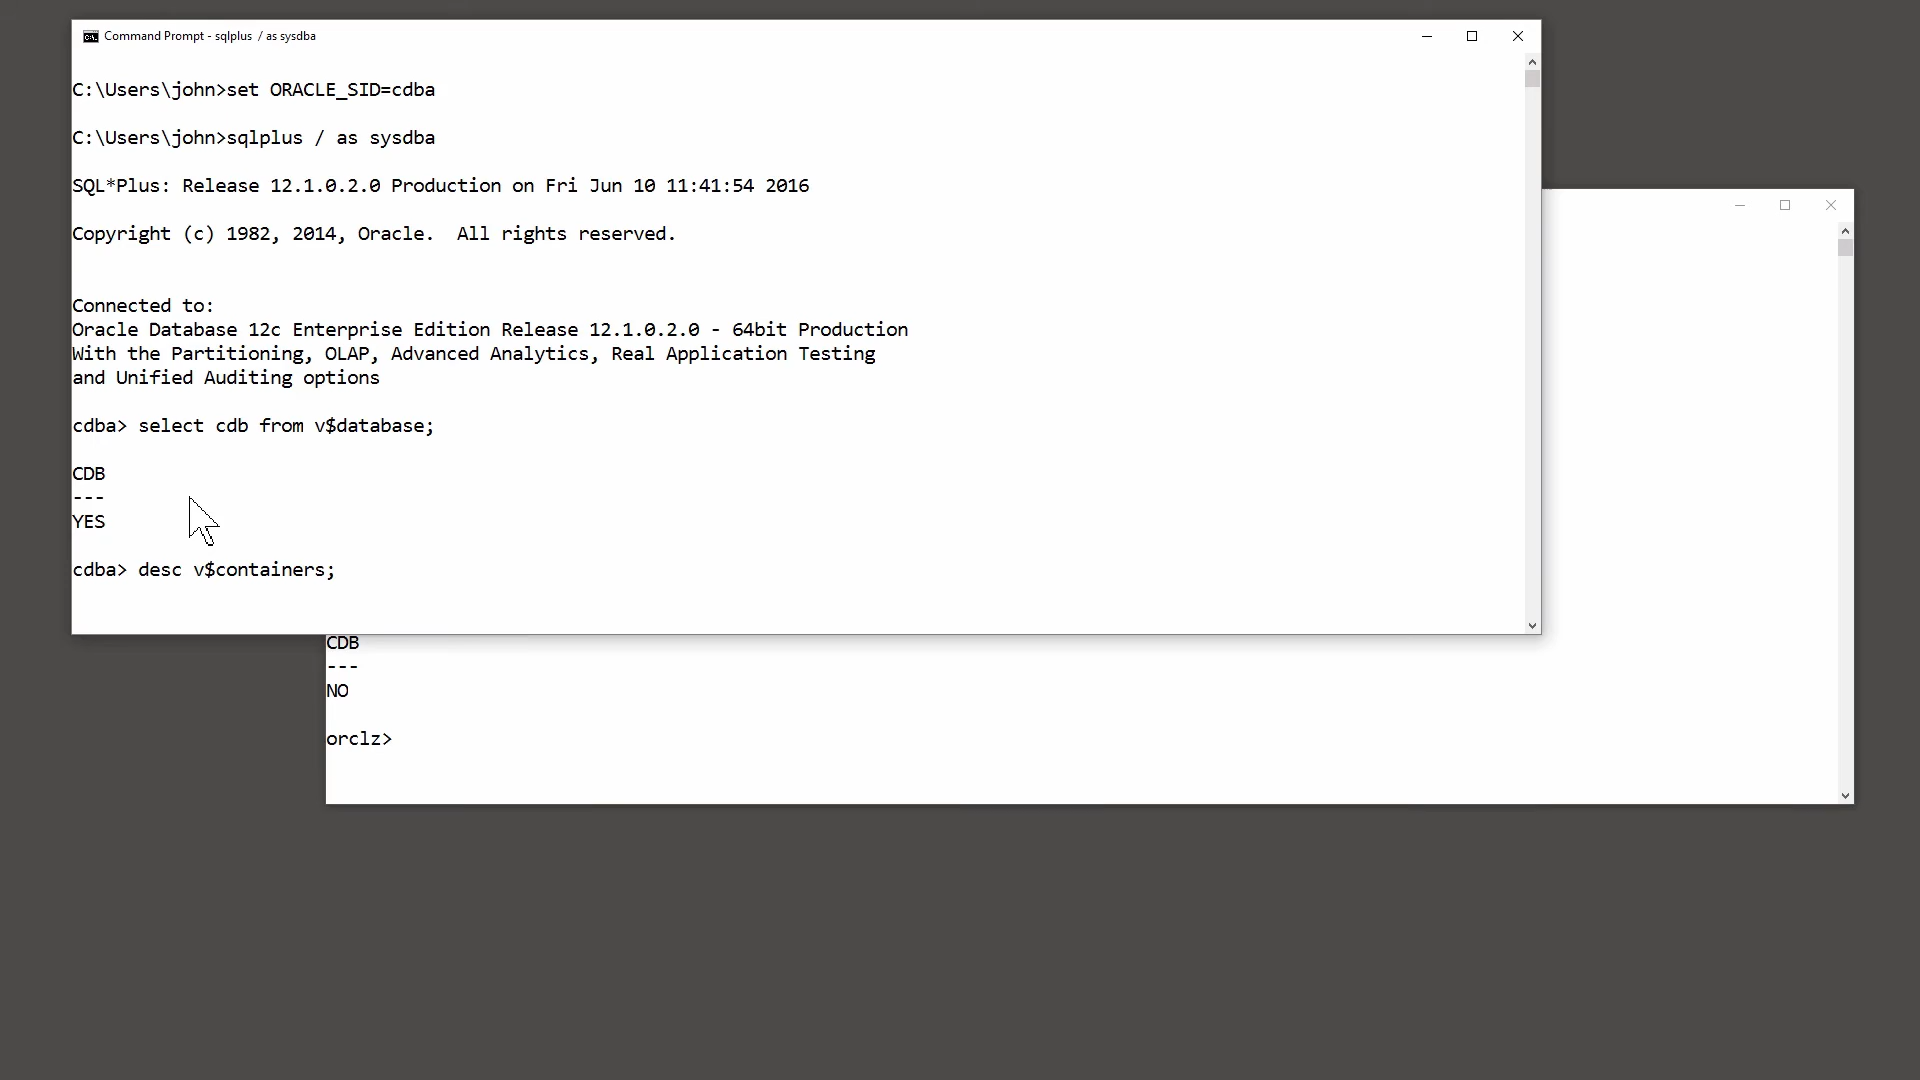 Command Prompt - sqlplus / as sysdba
C:\Users\john>set ORACLE_SID=cdba
C:\Users\john>sqlplus / as sysdba
SQL*Plus: Release 12.1.0.2.0 Production on Fri Jun 10 11:41:54 2016
Copyright (c) 1982, 2014, Oracle.  All rights reserved.
Connected to:
Oracle Database 12c Enterprise Edition Release 12.1.0.2.0 - 64bit Production
With the Partitioning, OLAP, Advanced Analytics, Real Application Testing
and Unified Auditing options
cdba> select cdb from v$database;
CDB
---
YES
cdba> desc v$containers;
CDB
---
NO
orclz>